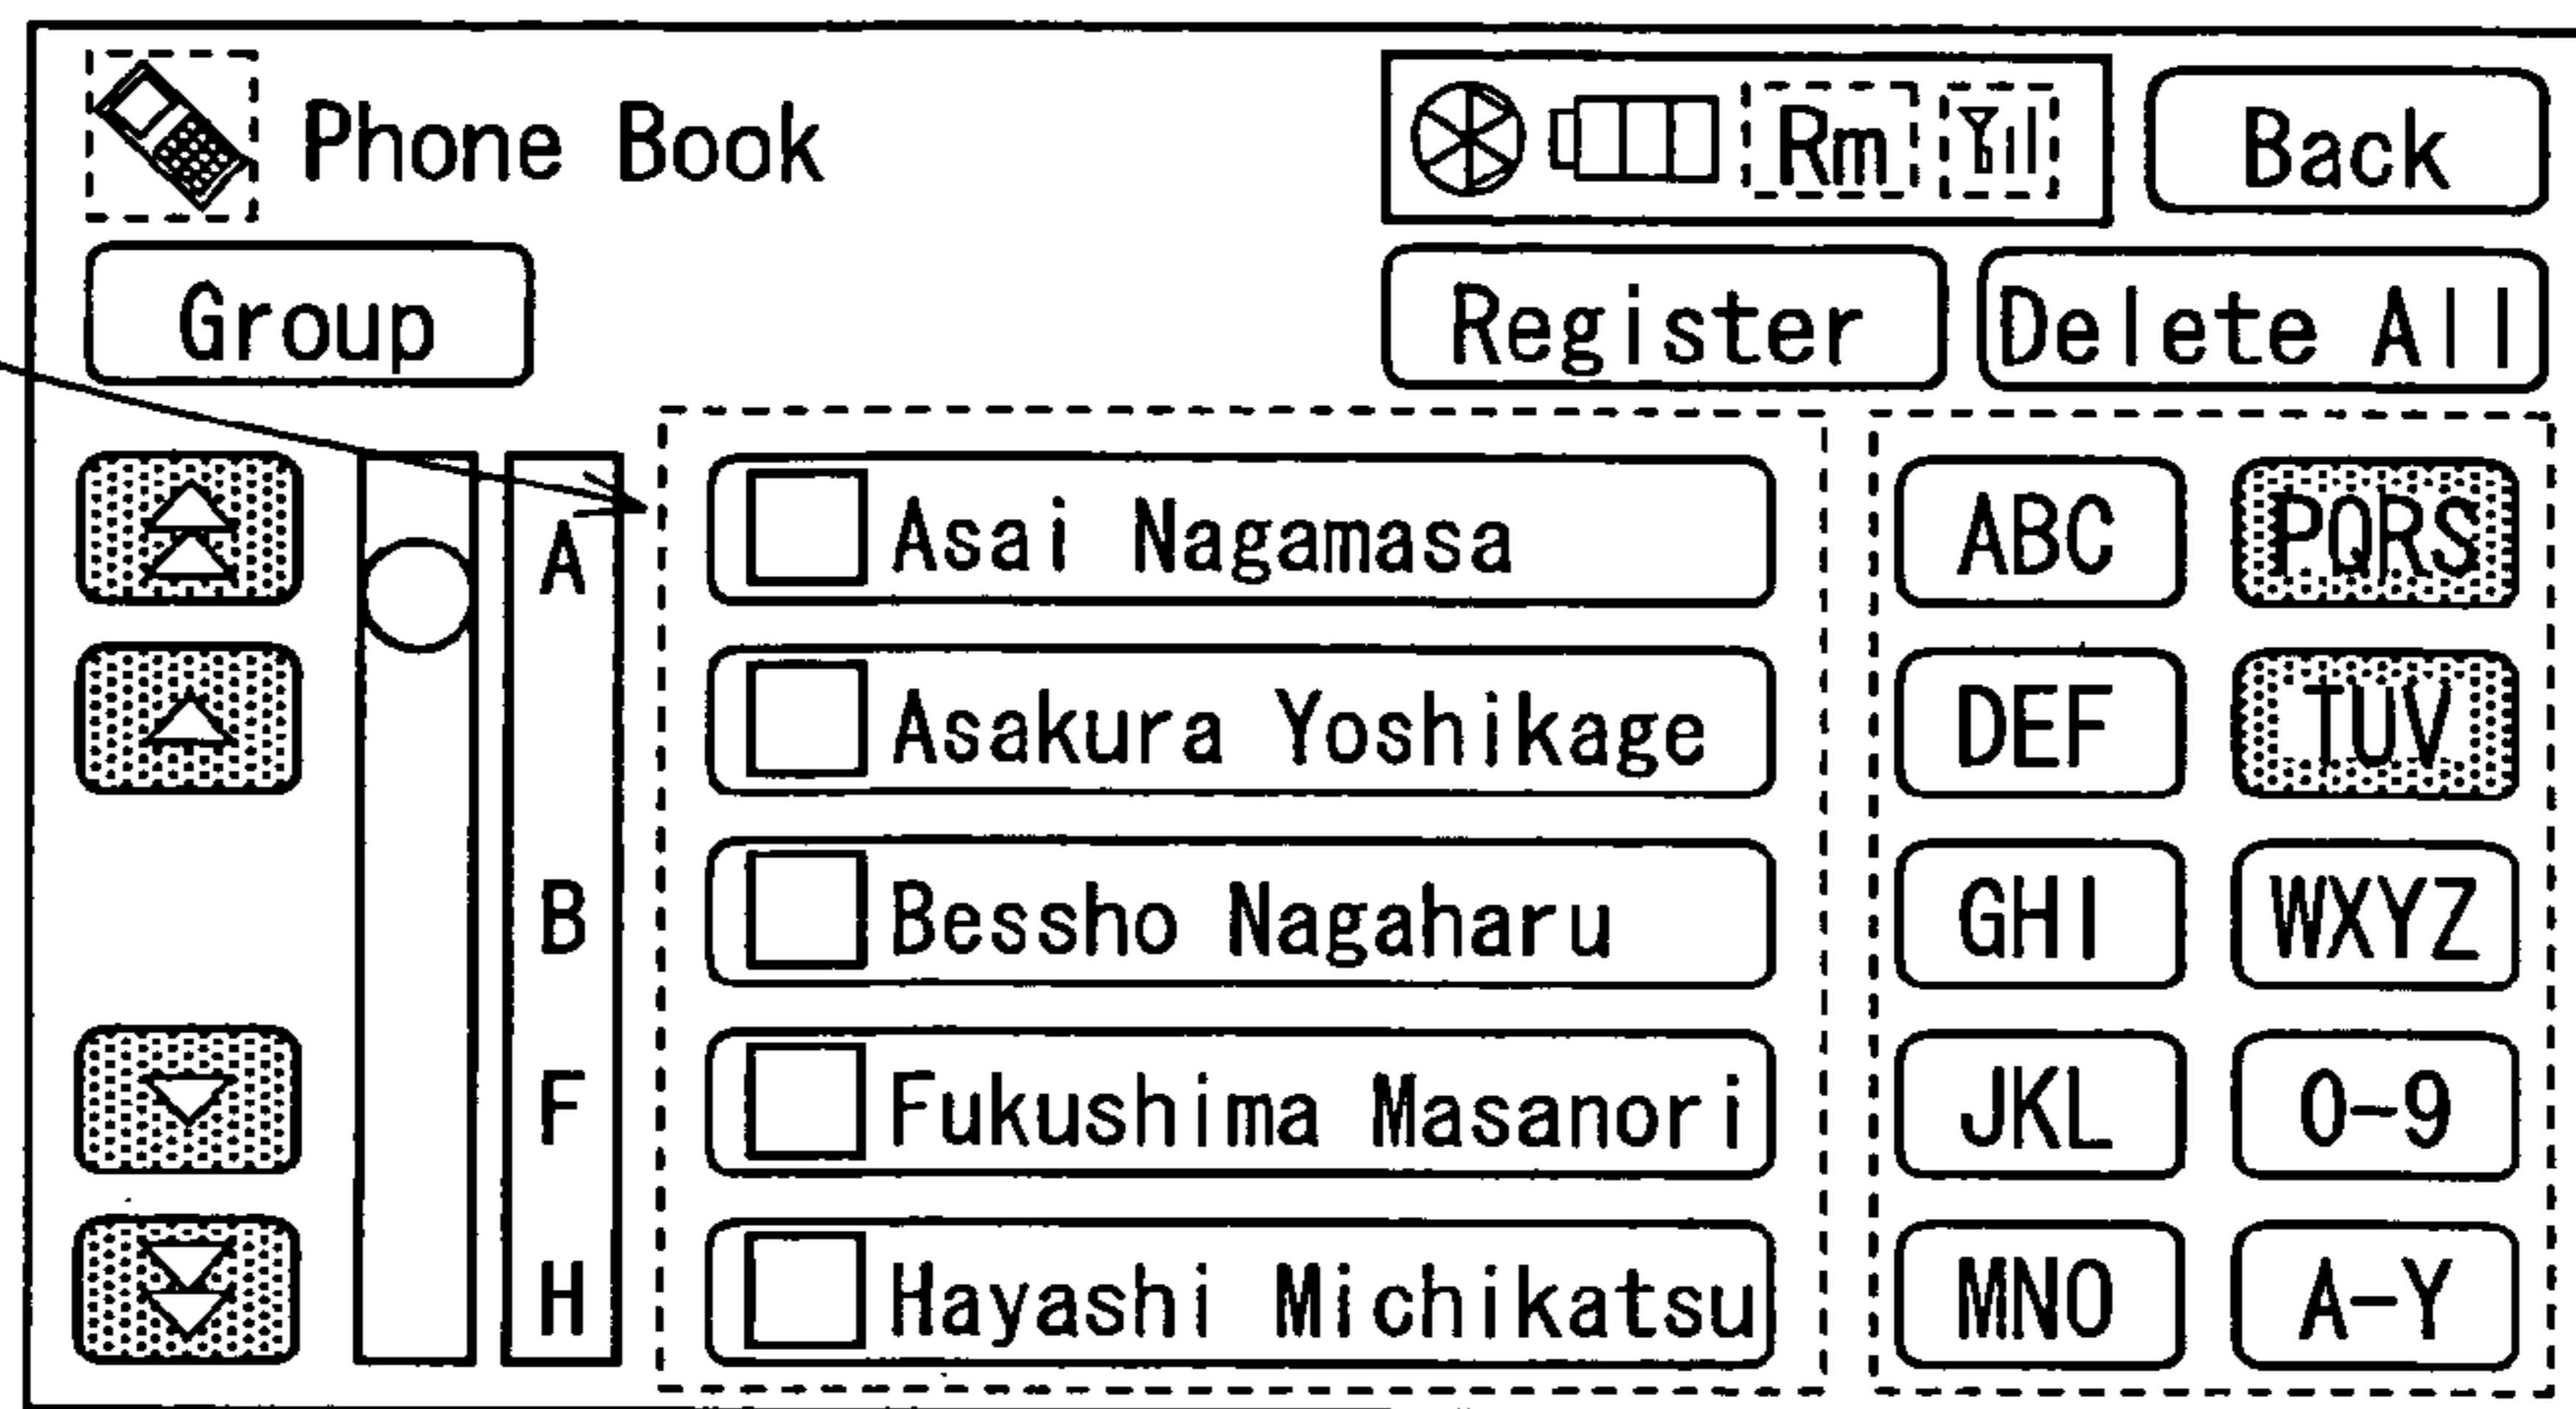 Phone Book Rm Back
Group Register Delete All
A Asai Nagamasa ABC PQRS
Asakura Yoshikage DEF TUV
B Bessho Nagaharu GHI WXYZ
F Fukushima Masanori JKL 0-9
H Hayashi Michikatsu MNO A-Y